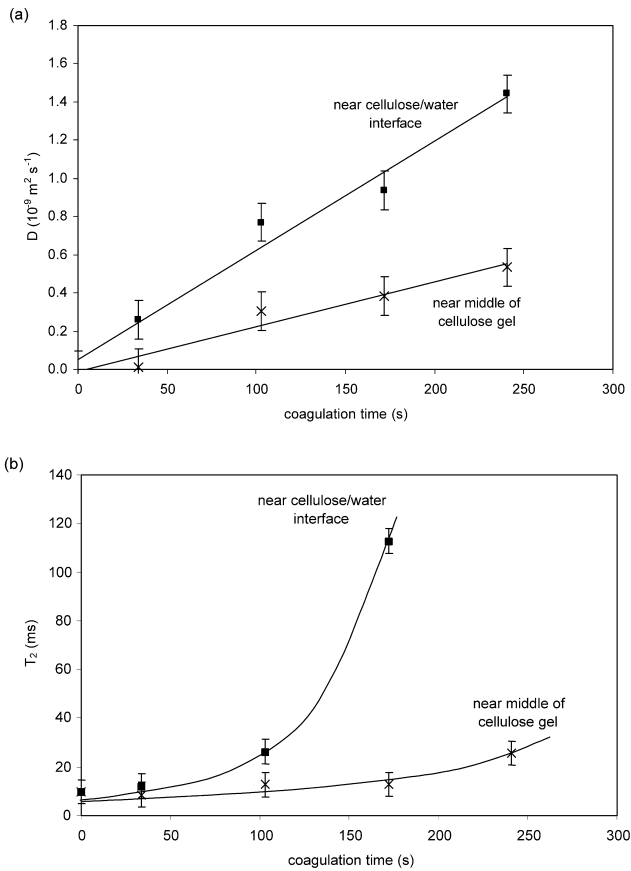 (a)
1.8
1.6
1.4
1.2
1.0
0.8
0.6
0.4
0.2
0.0
D (10⁻⁹ m² s⁻¹)
near cellulose/water
interface
near middle of
cellulose gel
0 50 100 150 200 250 300
coagulation time (s)
(b)
140
120
100
80
60
40
20
0
T₂ (ms)
near cellulose/water
interface
near middle of
cellulose gel
0 50 100 150 200 250 300
coagulation time (s)